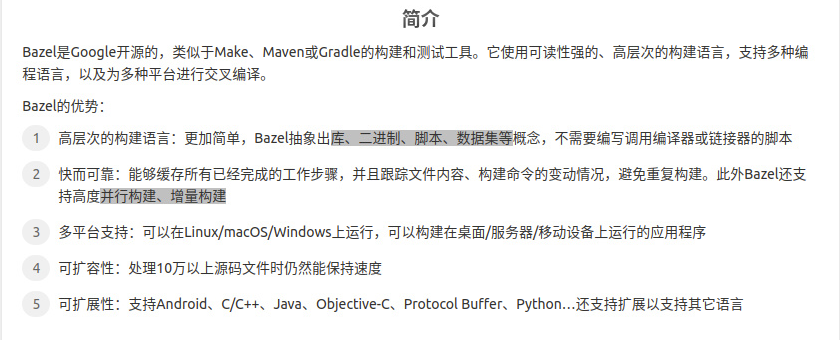 简介
Bazel是Google开源的，类似于Make、Maven或Gradle的构建和测试工具。它使用可读性强的、高层次的构建语言，支持多种编
程语言，以及为多种平台进行交叉编译。
Bazel的优势：
1 高层次的构建语言：更加简单，Bazel抽象出库、二进制、脚本、数据集等概念，不需要编写调用编译器或链接器的脚本
2 快而可靠：能够缓存所有已经完成的工作步骤，并且跟踪文件内容、构建命令的变动情况，避免重复构建。此外Bazel还支
持高度并行构建、增量构建
3 多平台支持：可以在Linux/macOS/Windows上运行，可以构建在桌面/服务器/移动设备上运行的应用程序
4 可扩容性：处理10万以上源码文件时仍然能保持速度
5 可扩展性：支持Android、C/C++、Java、Objective-C、Protocol Buffer、Python…还支持扩展以支持其它语言